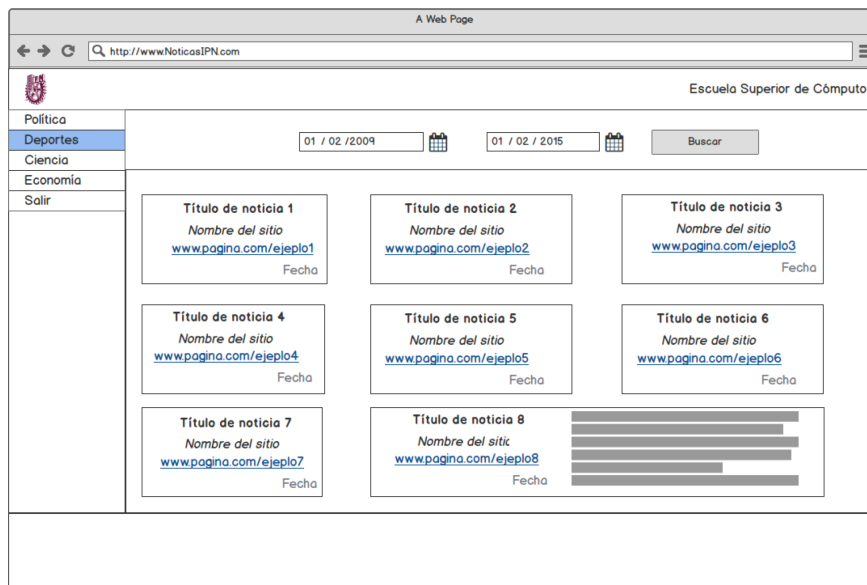 A Web Page
http://www.NoticasIPN.com
Escuela Superior de Cómputo
Política
Deportes
Ciencia
Economía
Salir
01 / 02 /2009
01 / 02 / 2015
Buscar
Título de noticia 1
Nombre del sitio
www.pagina.com/ejeplo1
Fecha
Título de noticia 2
Nombre del sitio
www.pagina.com/ejeplo2
Fecha
Título de noticia 3
Nombre del sitio
www.pagina.com/ejeplo3
Fecha
Título de noticia 4
Nombre del sitio
www.pagina.com/ejeplo4
Fecha
Título de noticia 5
Nombre del sitio
www.pagina.com/ejeplo5
Fecha
Título de noticia 6
Nombre del sitio
www.pagina.com/ejeplo6
Fecha
Título de noticia 7
Nombre del sitio
www.pagina.com/ejeplo7
Fecha
Título de noticia 8
Nombre del sitic
www.pagina.com/ejeplo8
Fecha